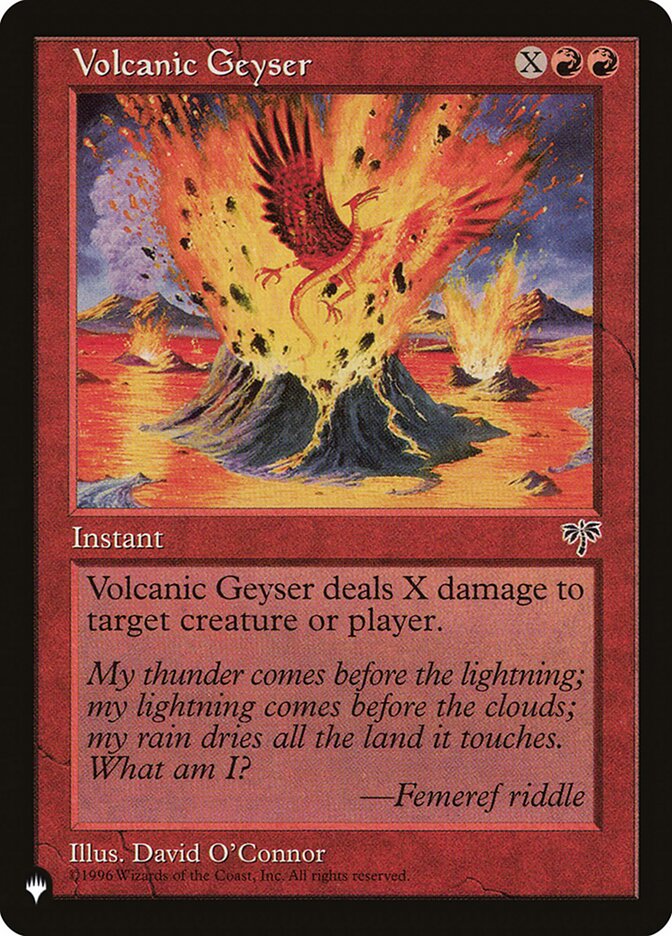 Volcanic Geyser X
Instant
Volcanic Geyser deals X damage to
target creature or player.
My thunder comes before the lightning;
my lightning comes before the clouds;
my rain dries all the land it touches.
What am I?
—Femeref riddle
Illus. David O'Connor
©1996 Wizards of the Coast, Inc. All rights reserved.